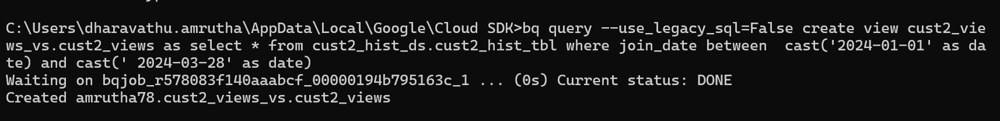 C:\Users\dharavathu.amrutha\AppData\Local\Google\Cloud SDK>bq query --use_legacy_sql=False create view cust2_vie
ws_vs.cust2_views as select * from cust2_hist_ds.cust2_hist_tbl where join_date between  cast('2024-01-01' as da
te) and cast(' 2024-03-28' as date)
Waiting on bqjob_r578083f140aaabcf_00000194b795163c_1 ... (0s) Current status: DONE
Created amrutha78.cust2_views_vs.cust2_views